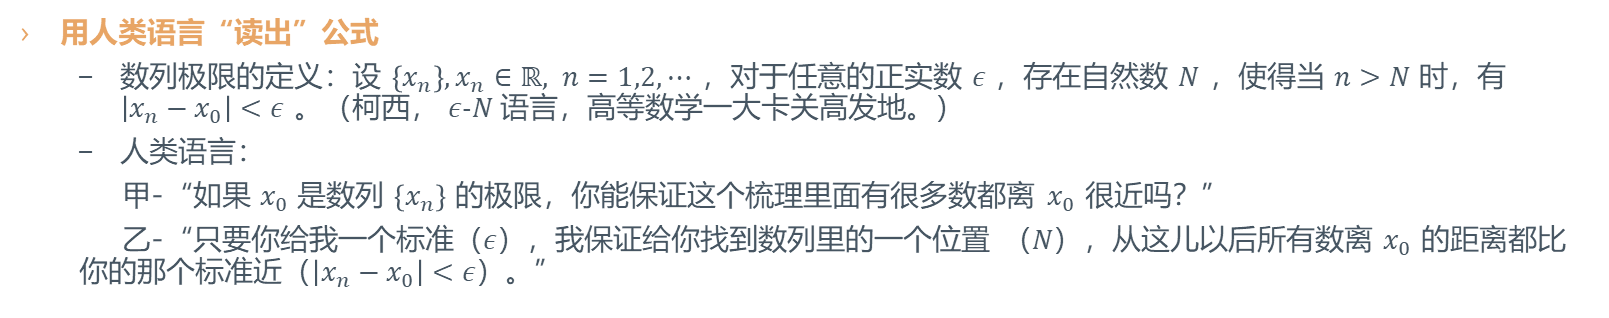 › 用人类语言“读出”公式
– 数列极限的定义：设 {xₙ}, xₙ ∈ ℝ, n = 1,2,⋯ ，对于任意的正实数 ϵ ，存在自然数 N ，使得当 n > N 时，有
|xₙ − x₀| < ϵ 。（柯西， ϵ-N 语言，高等数学一大卡关高发地。）
– 人类语言：
甲-“如果 x₀ 是数列 {xₙ} 的极限，你能保证这个梳理里面有很多数都离 x₀ 很近吗？”
乙-“只要你给我一个标准（ϵ），我保证给你找到数列里的一个位置 （N），从这儿以后所有数离 x₀ 的距离都比
你的那个标准近（|xₙ − x₀| < ϵ）。”